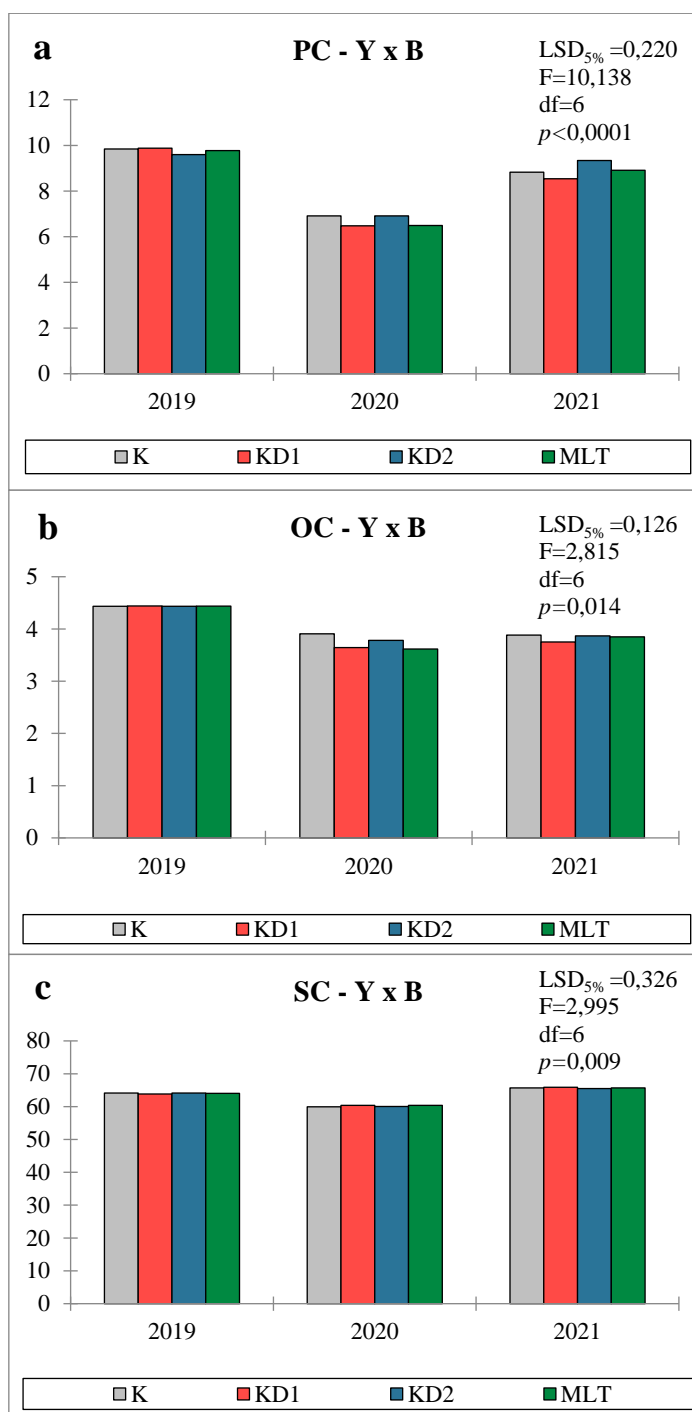 a
PC - Y x B
LSD5% =0,220
F=10,138
df=6
p<0,0001
12
10
8
6
4
2
0
2019 2020 2021
K KD1 KD2 MLT
b
OC - Y x B
LSD5% =0,126
F=2,815
df=6
p=0,014
5
4
3
2
1
0
2019 2020 2021
K KD1 KD2 MLT
c
SC - Y x B
LSD5% =0,326
F=2,995
df=6
p=0,009
80
70
60
50
40
30
20
10
0
2019 2020 2021
K KD1 KD2 MLT